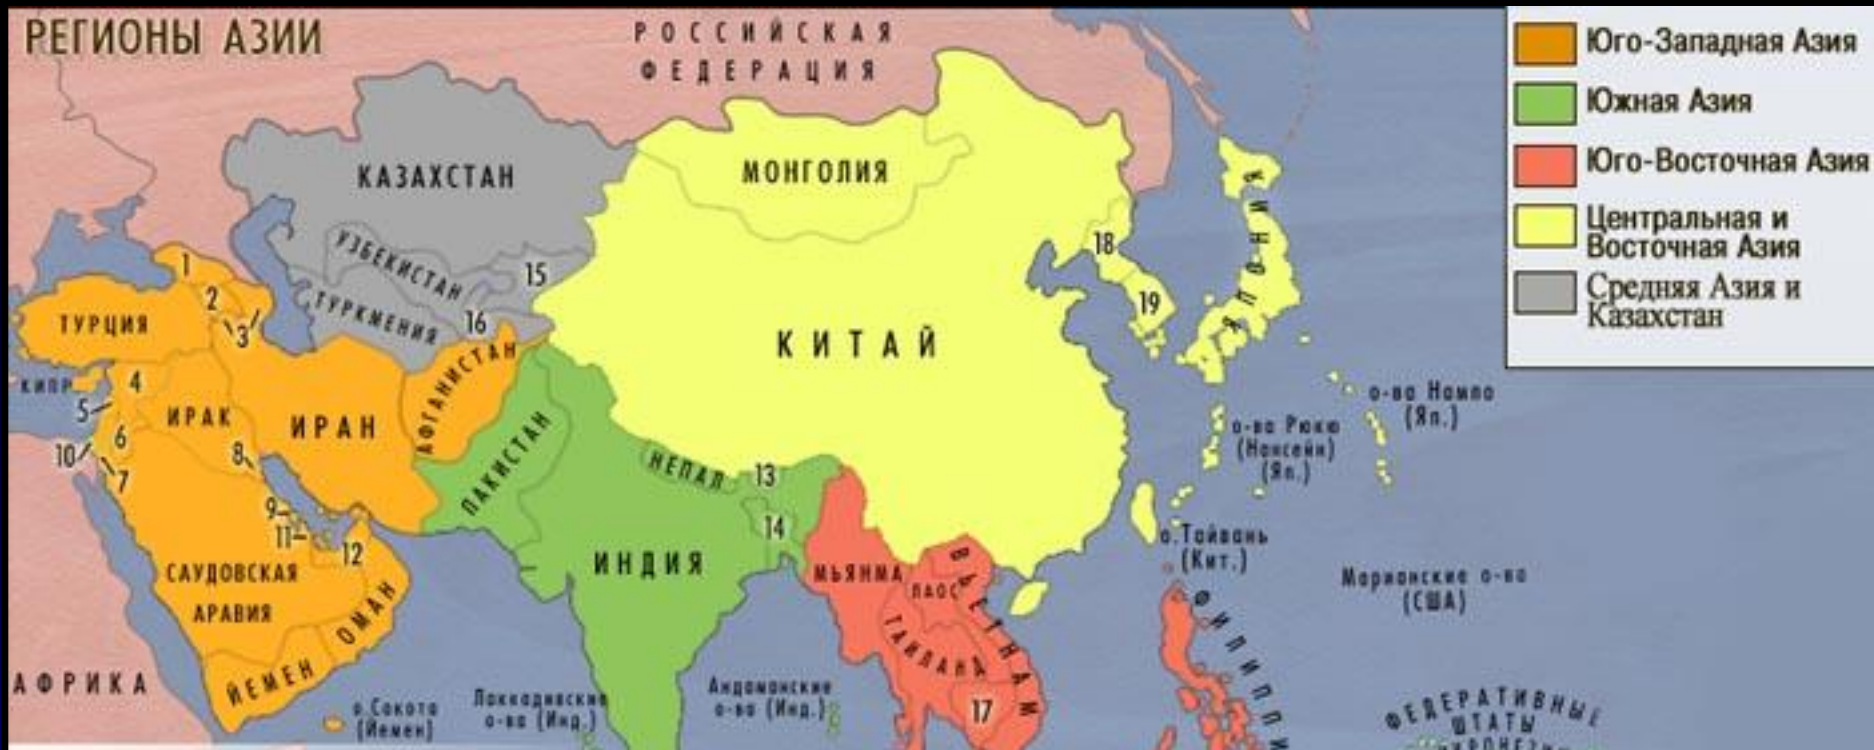 РЕГИОНЫ АЗИИ
РОССИЙСКАЯ
ФЕДЕРАЦИЯ
Юго-Западная Азия
Южная Азия
Юго-Восточная Азия
Центральная и
Восточная Азия
Средняя Азия и
Казахстан
КАЗАХСТАН
МОНГОЛИЯ
ЯПОНИЯ
УЗБЕКИСТАН
15
18
19
1
2
3
ТУРКМЕНИЯ
16
ТУРЦИЯ
КИТАЙ
АФГАНИСТАН
КИПР
4
5
ИРАК
ИРАН
6
10
7
8
ПАКИСТАН
НЕПАЛ
13
о-ва Нампо
(Яп.)
о-ва Рюкю
(Нансейи)
(Яп.)
9
11
12
14
ИНДИЯ
о.Тайвань
(Кит.)
САУДОВСКАЯ
АРАВИЯ
ОМАН
ЙЕМЕН
МЬЯНМА
ЛАОС
ВЬЕТНАМ
ТАИЛАНД
17
Марианские о-ва
(США)
АФРИКА
о.Сокотa
(Йемен)
Лаккадивские
о-ва (Инд.)
Андаманские
о-ва (Инд.)
ФИЛИППИ
ФЕДЕРАТИВНЫЕ
ШТАТЫ